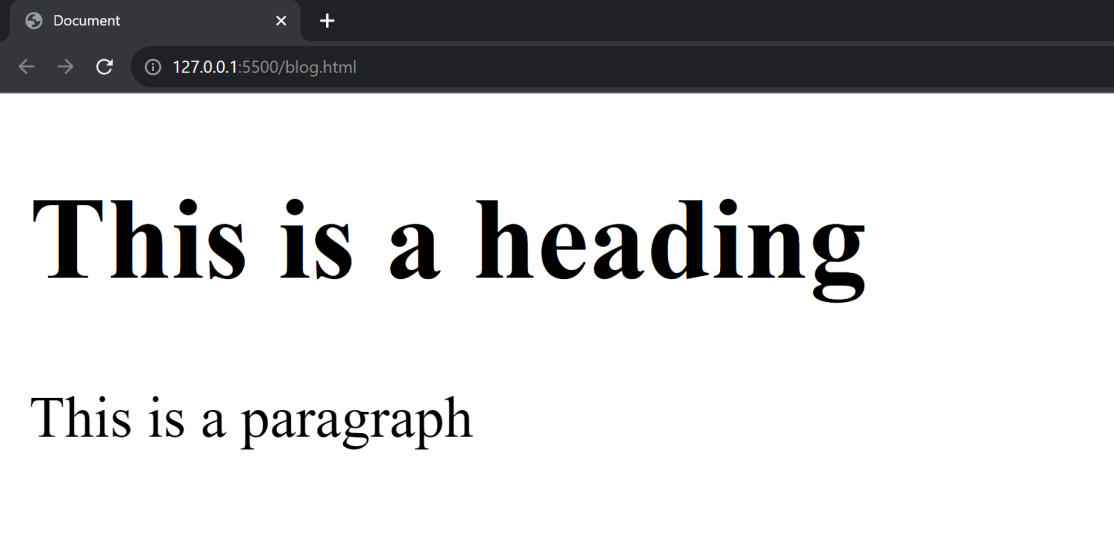 Document
127.0.0.1:5500/blog.html
This is a heading
This is a paragraph